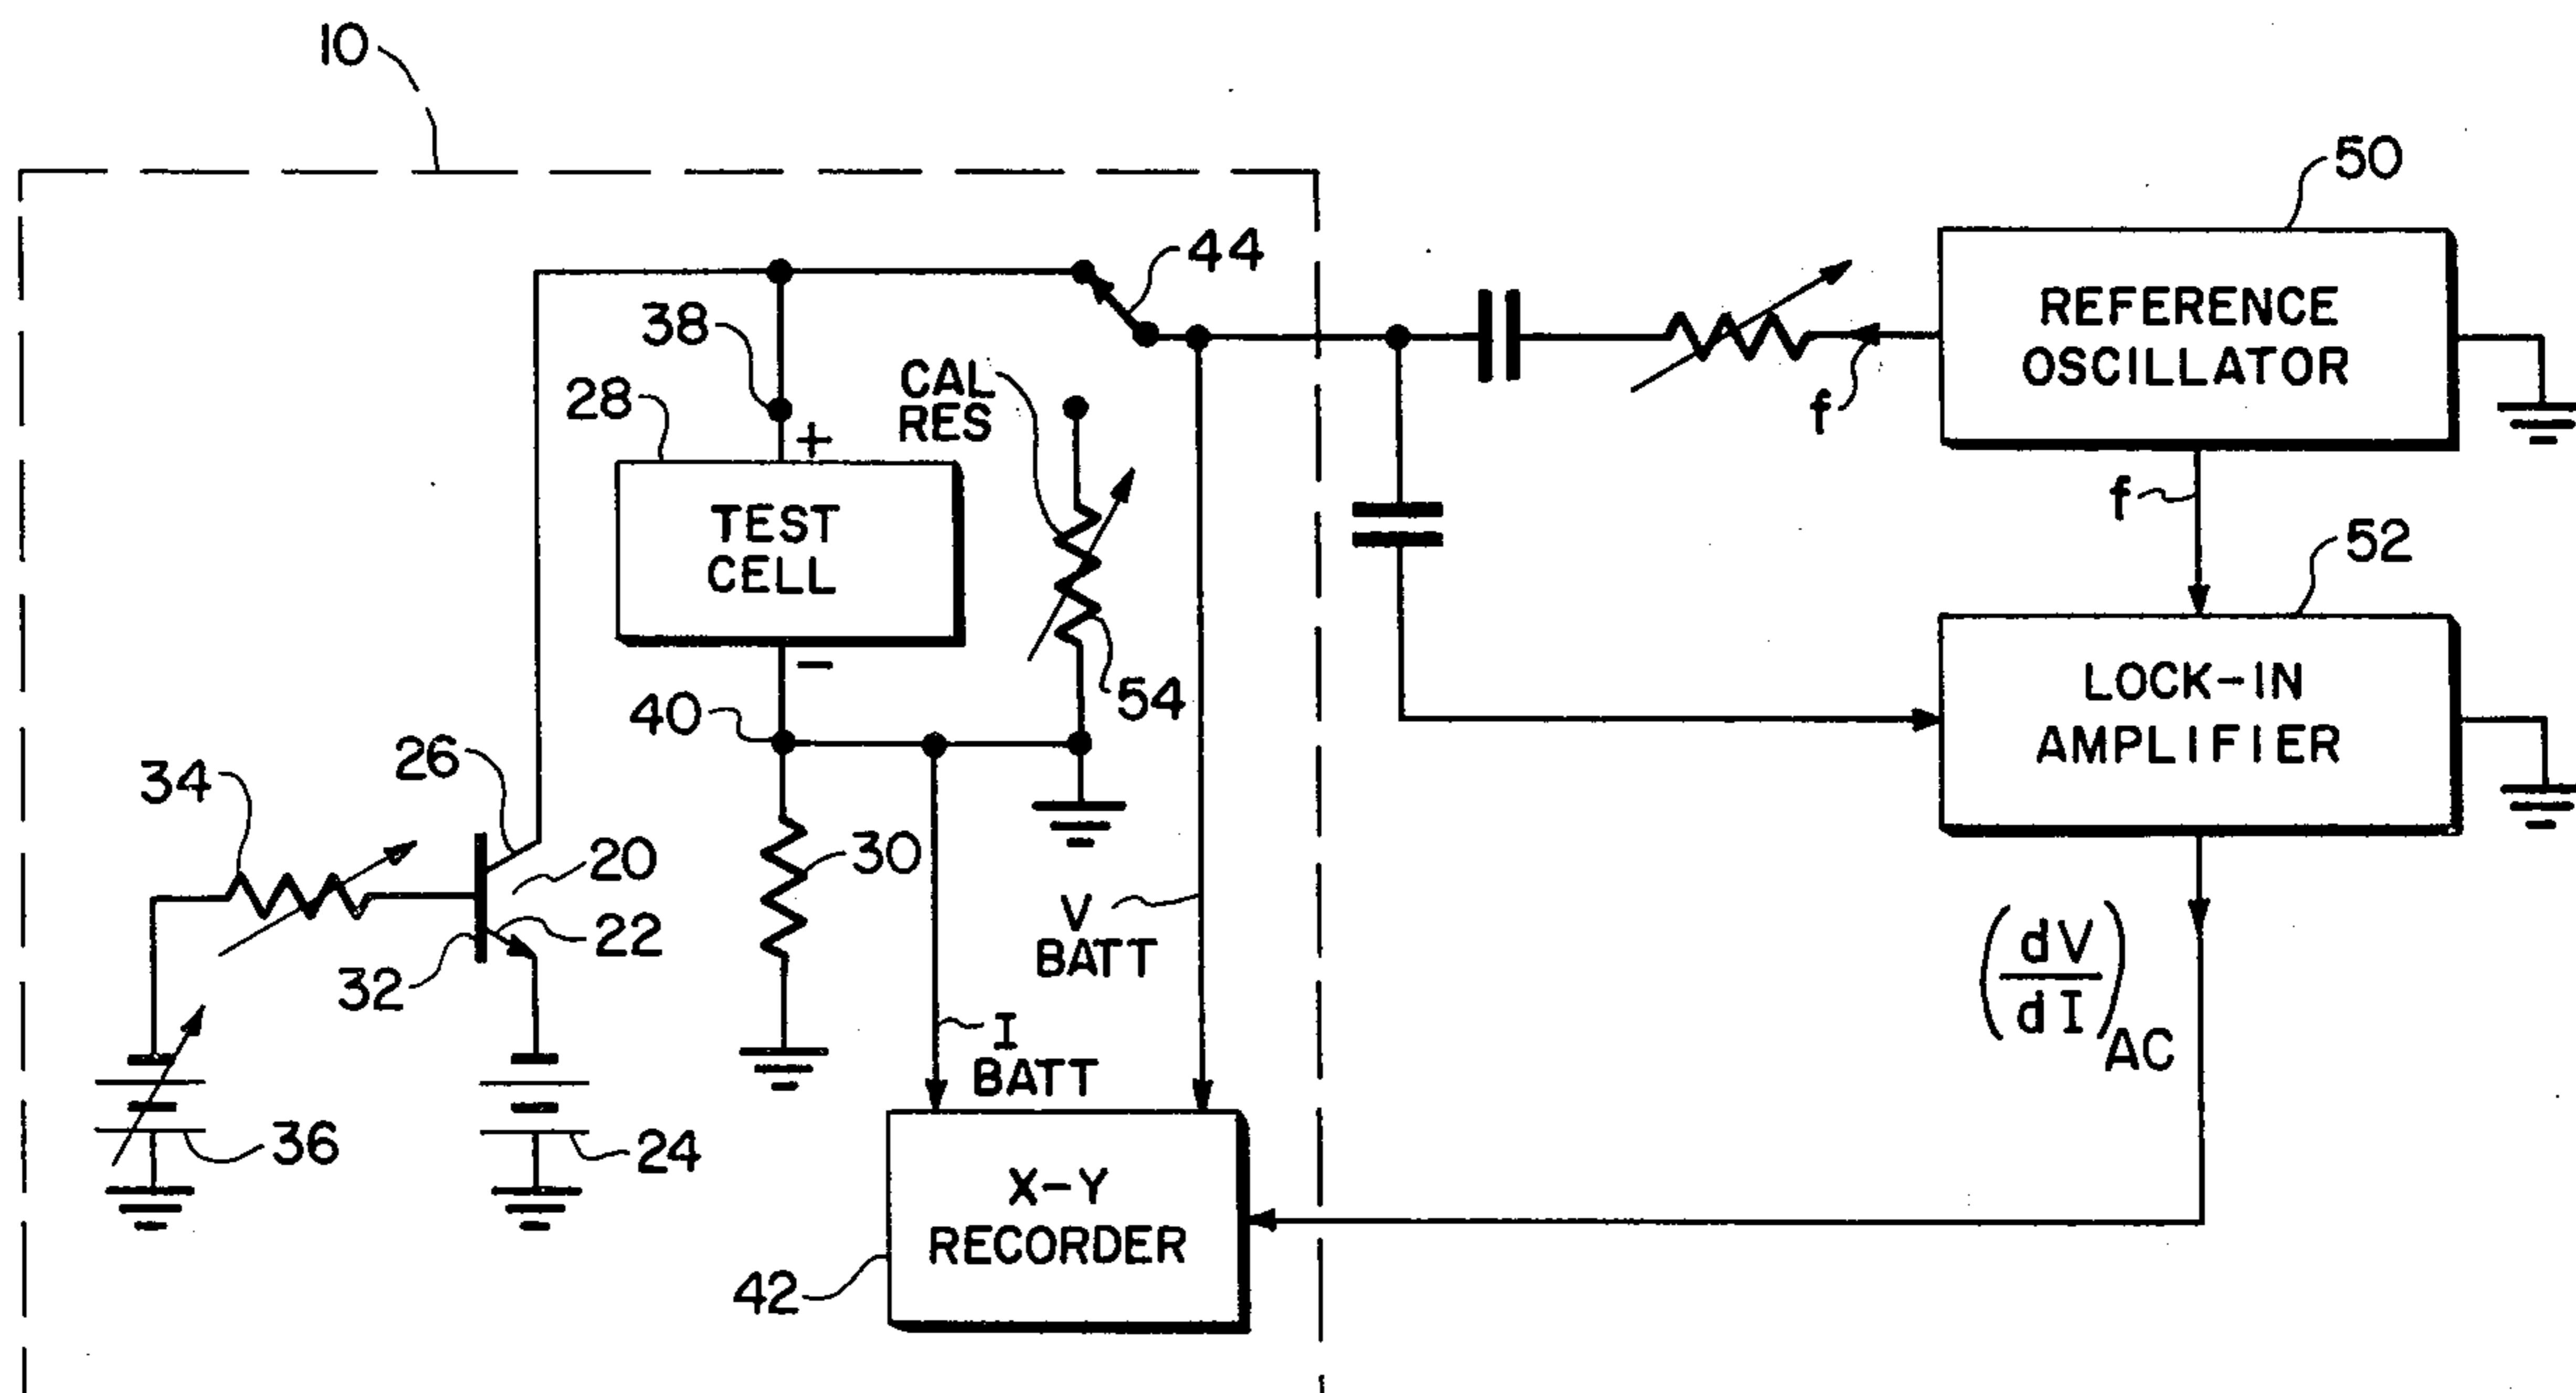 10
50
44
REFERENCE
OSCILLATOR
38
CAL
RES
28
+
f
f
TEST
CELL
52
−
54
40
LOCK-IN
AMPLIFIER
26
34
20
30
22
32
V
BATT
(dV
dI)AC
I
BATT
36
24
X-Y
RECORDER
42